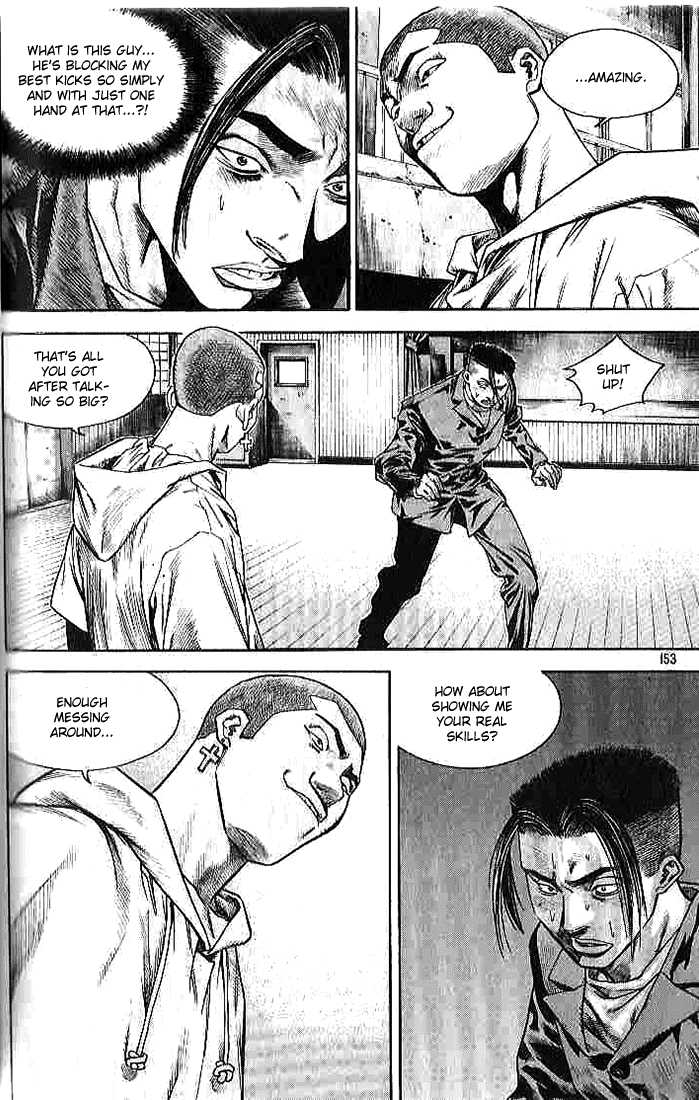 WHAT IS THIS GUY...
HE'S BLOCKING MY
BEST KICKS SO SIMPLY
AND WITH JUST ONE
HAND AT THAT...?!
...AMAZING.
THAT'S ALL
YOU GOT
AFTER TALK-
ING SO BIG?
SHUT
UP!
153
ENOUGH
MESSING
AROUND...
HOW ABOUT
SHOWING ME
YOUR REAL
SKILLS?